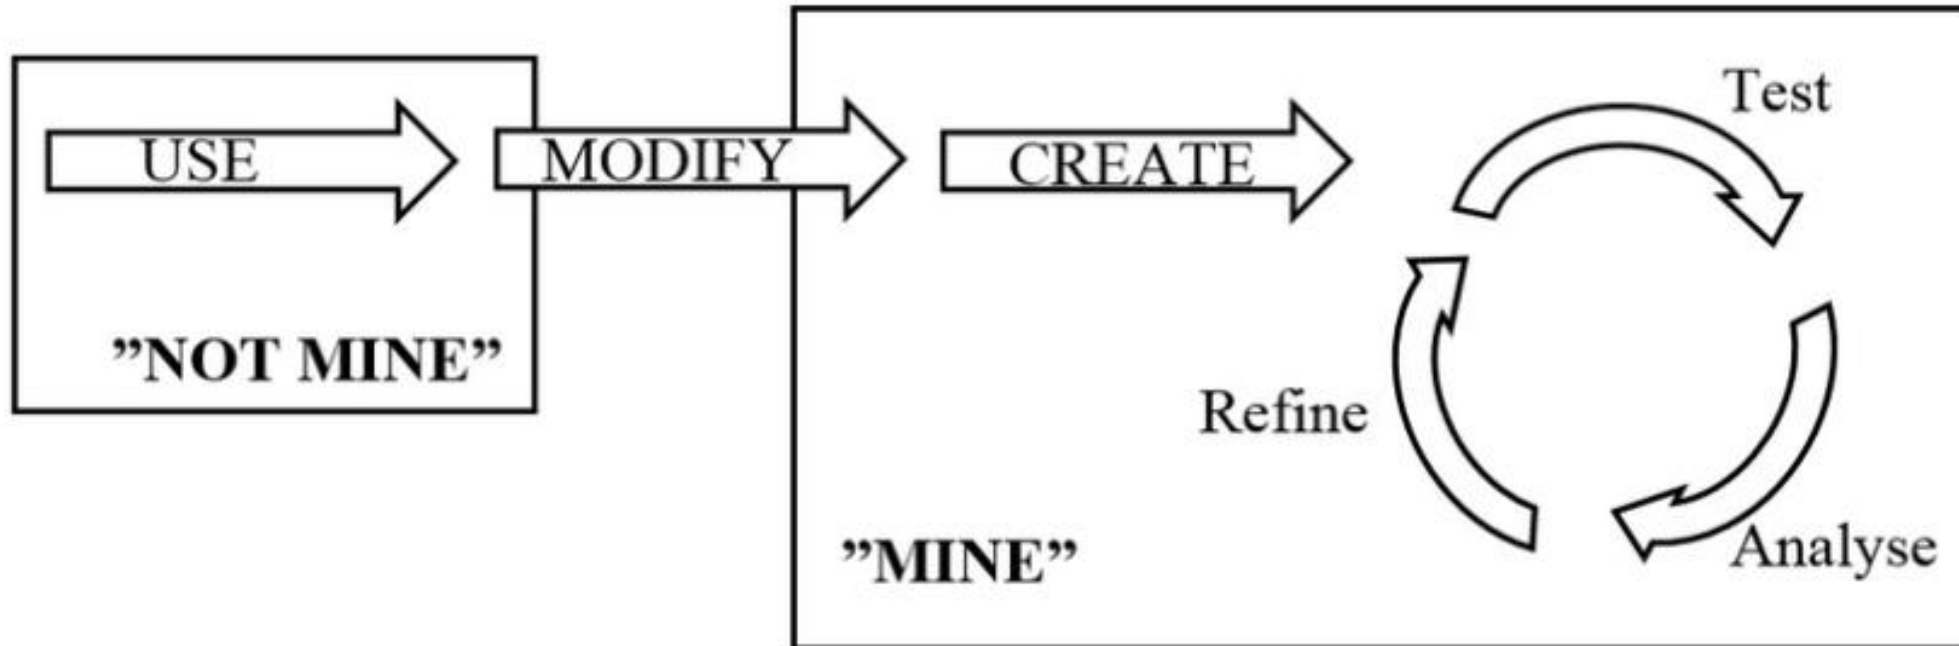 USE
MODIFY
CREATE
Test
”NOT MINE”
Refine
Analyse
”MINE”